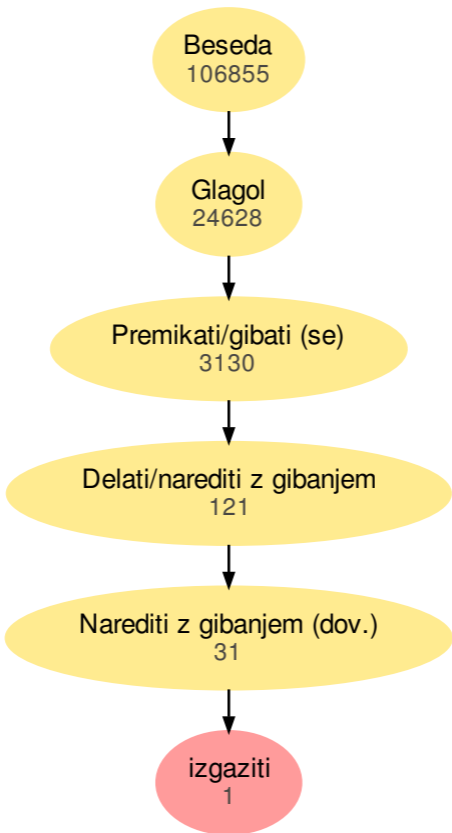 Beseda
106855
Glagol
24628
Premikati/gibati (se)
3130
Delati/narediti z gibanjem
121
Narediti z gibanjem (dov.)
31
izgaziti
1